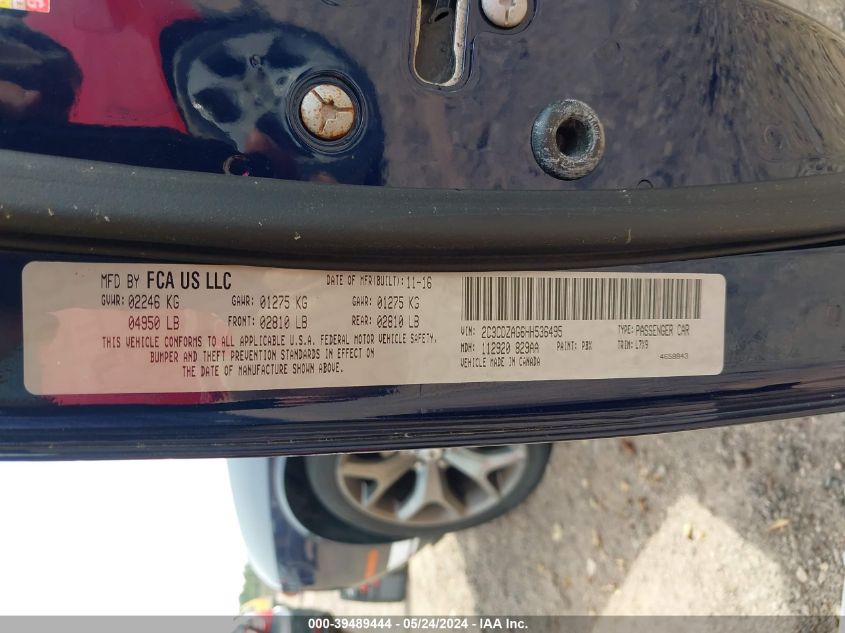 MFD BY FCA US LLC DATE OF MFR(BUILT): 11-16
GVWR: 02246 KG GAWR: 01275 KG GAWR: 01275 KG
04950 LB FRONT: 02810 LB REAR: 02810 LB
THIS VEHICLE CONFORMS TO ALL APPLICABLE U.S.A. FEDERAL MOTOR VEHICLE SAFETY,
BUMPER AND THEFT PREVENTION STANDARDS IN EFFECT ON
THE DATE OF MANUFACTURE SHOWN ABOVE.
VIN: 2C3CDZAG6HH536495 TYPE: PASSENGER CAR
MDH: 112920 829AA PAINT: PBX TRIM: L7X9
VEHICLE MADE IN CANADA 4658943
000-39489444 - 05/24/2024 - IAA Inc.